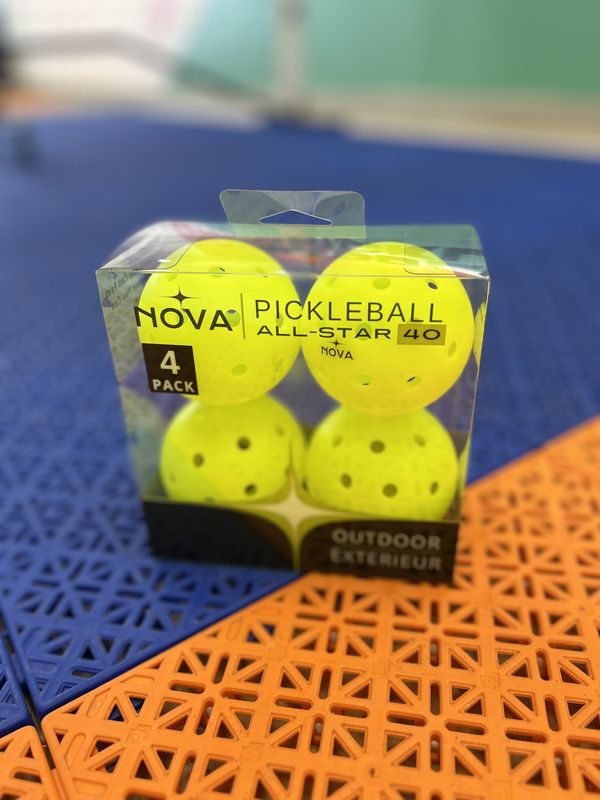 NOVA
PICKLEBALL
ALL-STAR 40
NOVA
4
PACK
OUTDOOR
EXTERIEUR